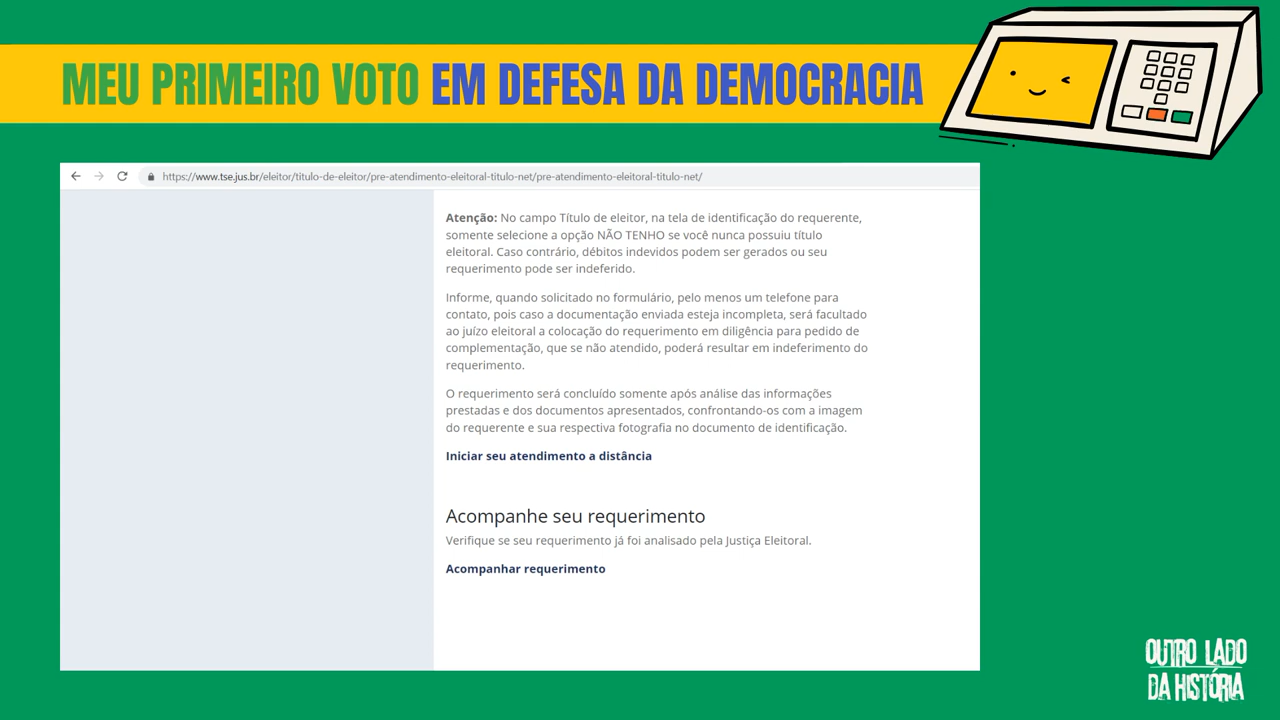 MEU PRIMEIRO VOTO EM DEFESA DA DEMOCRACIA
https://www.tse.jus.br/eleitor/titulo-de-eleitor/pre-atendimento-eleitoral-titulo-net/pre-atendimento-eleitoral-titulo-net/
Atenção: No campo Título de eleitor, na tela de identificação do requerente,
somente selecione a opção NÃO TENHO se você nunca possuiu título
eleitoral. Caso contrário, débitos indevidos podem ser gerados ou seu
requerimento pode ser indeferido.
Informe, quando solicitado no formulário, pelo menos um telefone para
contato, pois caso a documentação enviada esteja incompleta, será facultado
ao juízo eleitoral a colocação do requerimento em diligência para pedido de
complementação, que se não atendido, poderá resultar em indeferimento do
requerimento.
O requerimento será concluído somente após análise das informações
prestadas e dos documentos apresentados, confrontando-os com a imagem
do requerente e sua respectiva fotografia no documento de identificação.
Iniciar seu atendimento a distância
Acompanhe seu requerimento
Verifique se seu requerimento já foi analisado pela Justiça Eleitoral.
Acompanhar requerimento
OUTRO LADO
DA HISTÓRIA